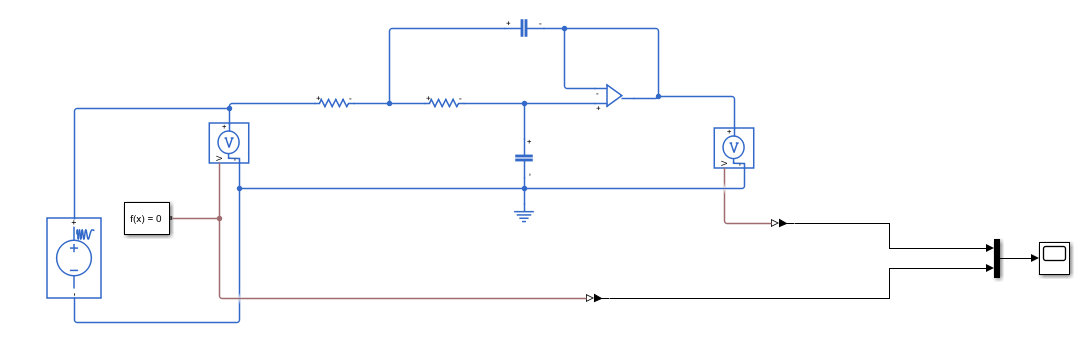 + -
+ - + -
-
+
+
V
V
+
V
V
+
-
f(x) = 0
+
+
−
-